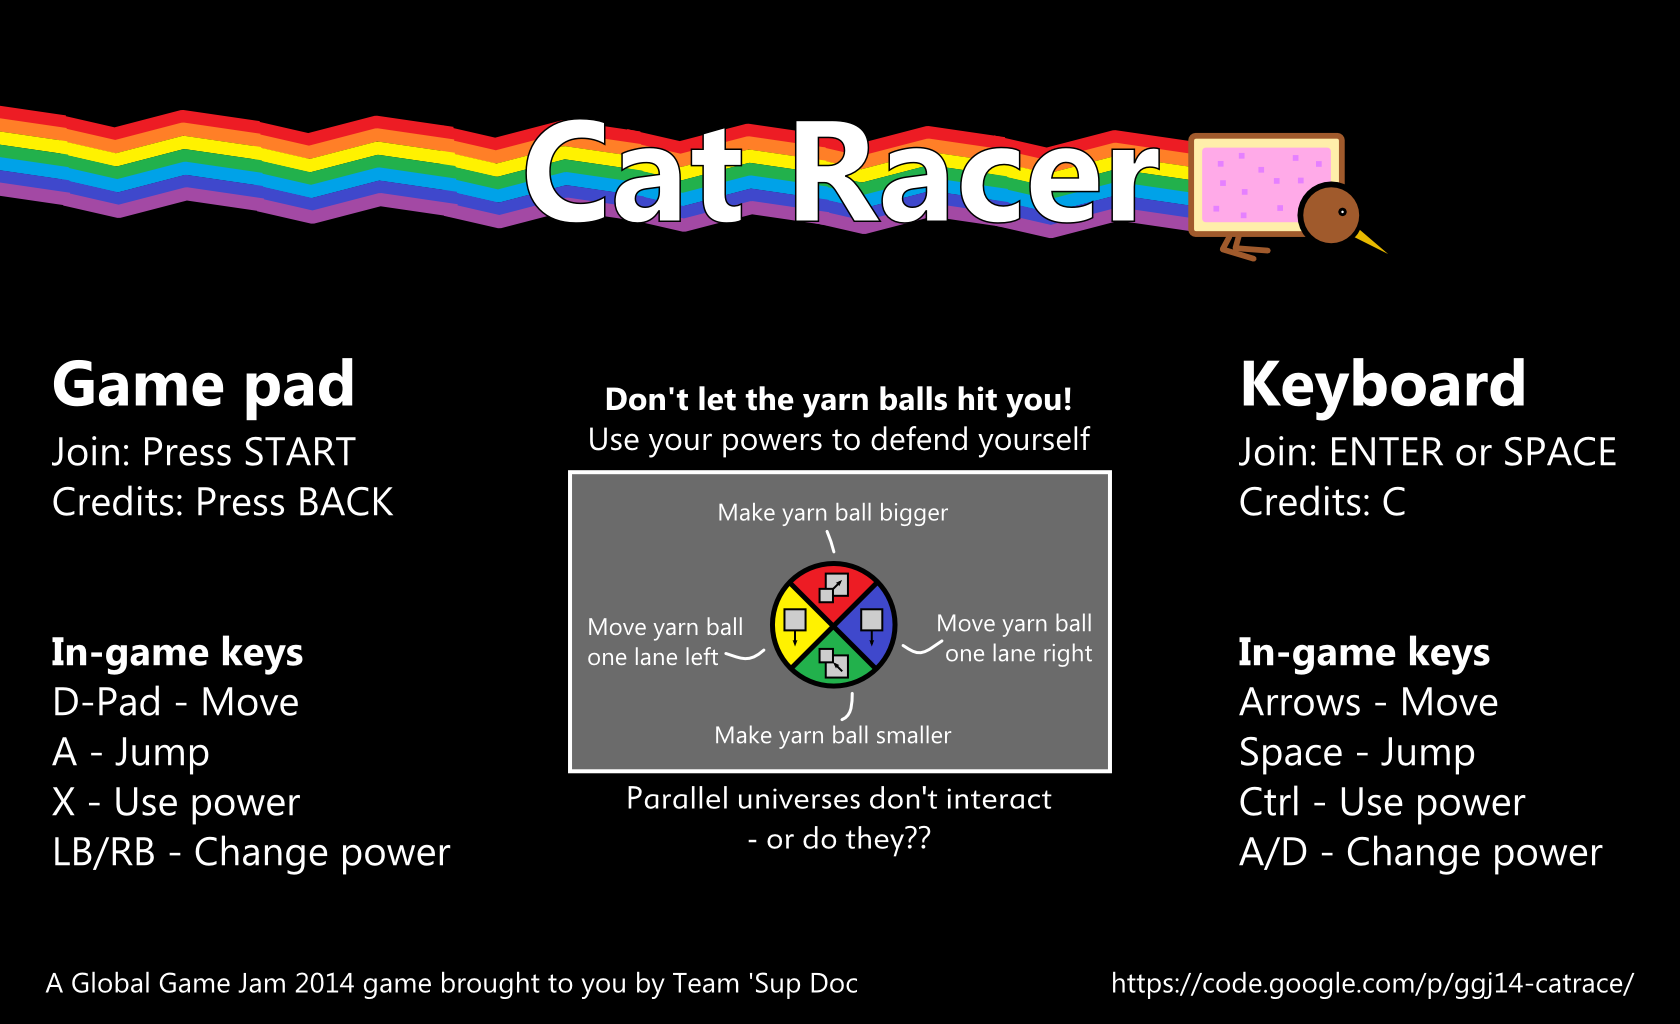 Cat Racer
Game pad
Join: Press START
Credits: Press BACK
In-game keys
D-Pad - Move
A - Jump
X - Use power
LB/RB - Change power
Don't let the yarn balls hit you!
Use your powers to defend yourself
Make yarn ball bigger
Move yarn ball
one lane left
Move yarn ball
one lane right
Make yarn ball smaller
Parallel universes don't interact
- or do they??
Keyboard
Join: ENTER or SPACE
Credits: C
In-game keys
Arrows - Move
Space - Jump
Ctrl - Use power
A/D - Change power
A Global Game Jam 2014 game brought to you by Team 'Sup Doc
https://code.google.com/p/ggj14-catrace/